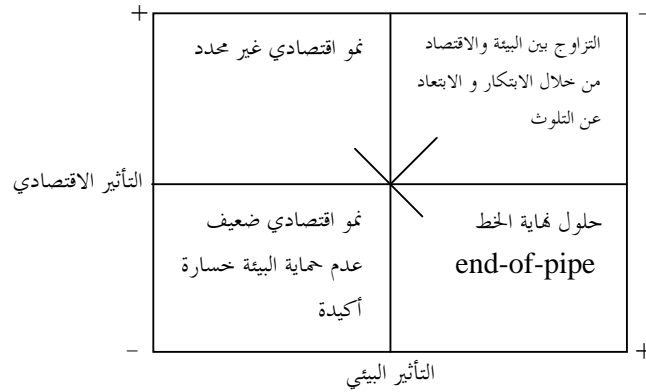 +
نمو اقتصادي غير محدد
-
التزاوج بين البيئة والاقتصاد
من خلال الابتكار و الابتعاد
عن التلوث
التأثير الاقتصادي
نمو اقتصادي ضعيف
عدم حماية البيئة خسارة
أكيدة
حلول نهاية الخط
end-of-pipe
-
+
التأثير البيئي